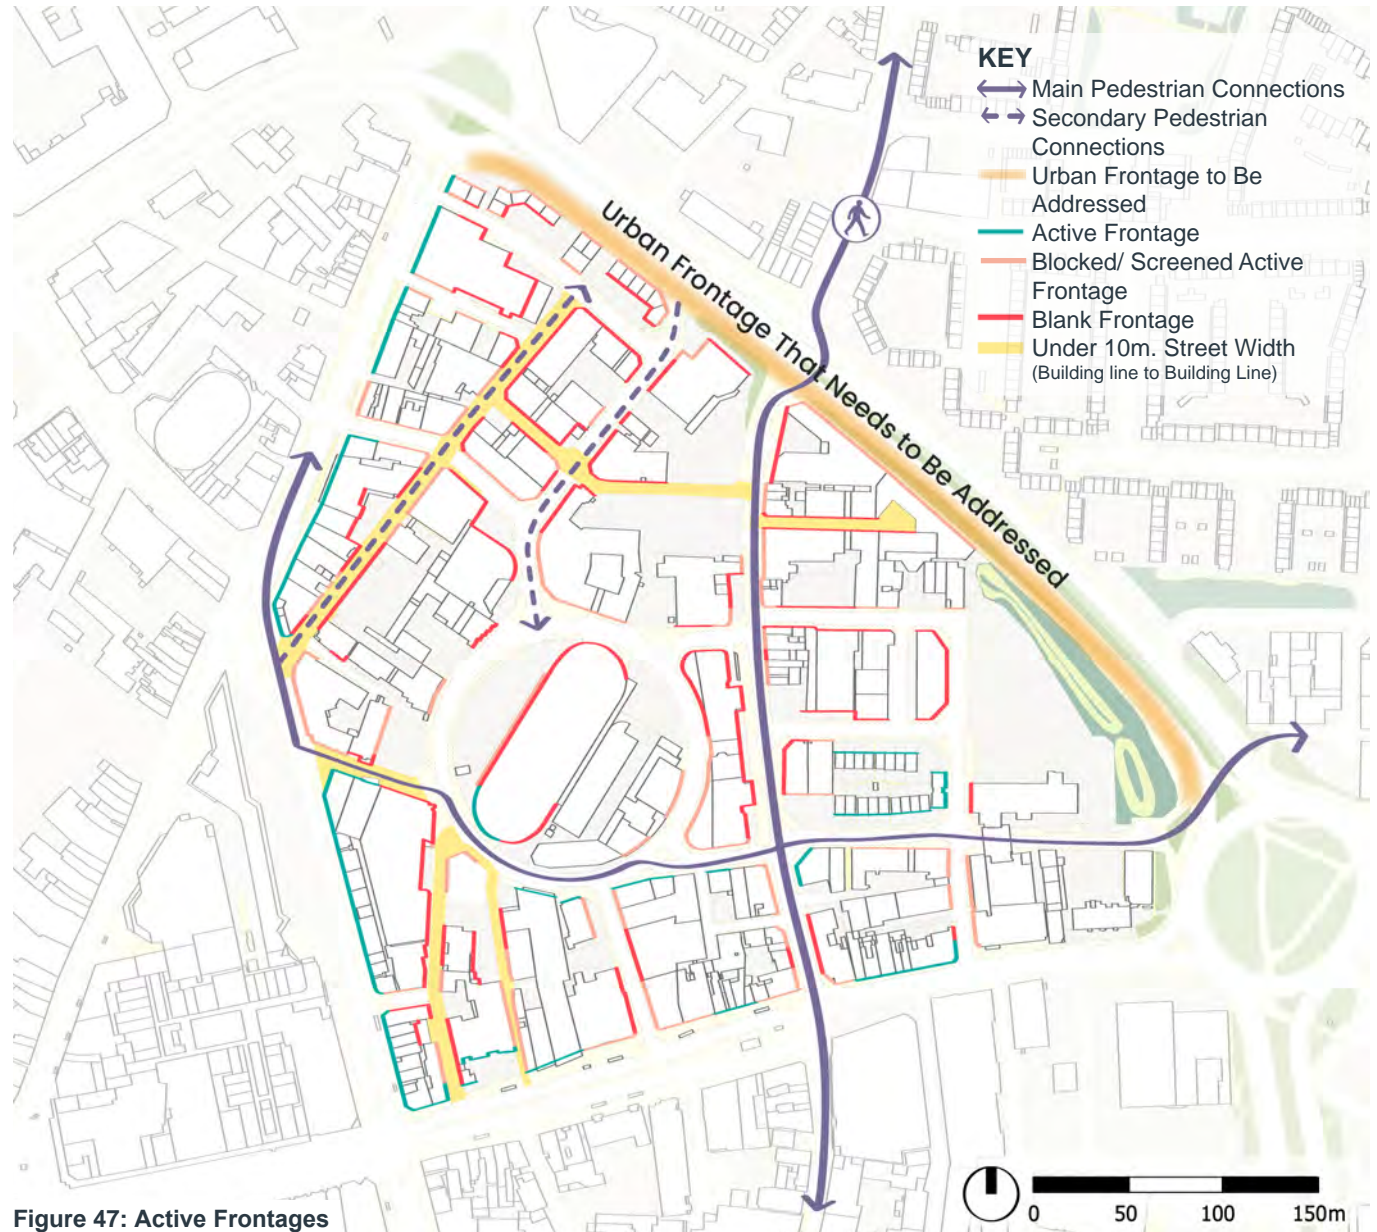 KEY
Main Pedestrian Connections
Secondary Pedestrian
Connections
Urban Frontage to Be
Addressed
Active Frontage
Blocked/ Screened Active
Frontage
Blank Frontage
Under 10m. Street Width
(Building line to Building Line)
Urban Frontage That Needs to Be Addressed
0 50 100 150m
Figure 47: Active Frontages